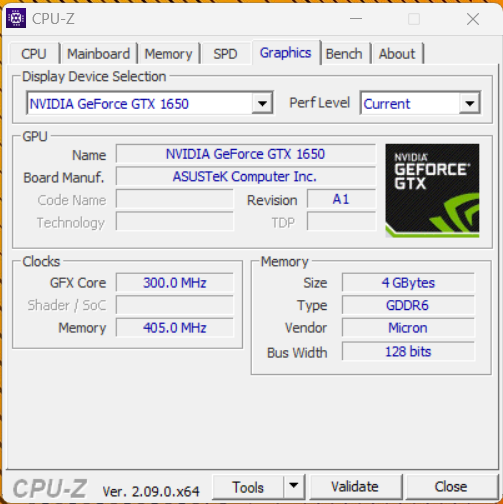 CPU-Z
CPU Mainboard Memory SPD Graphics Bench About
Display Device Selection
NVIDIA GeForce GTX 1650 Perf Level Current
GPU
Name NVIDIA GeForce GTX 1650
Board Manuf. ASUSTeK Computer Inc.
Code Name Revision A1
Technology TDP
NVIDIA
GEFORCE
GTX
Clocks
GFX Core 300.0 MHz
Shader / SoC
Memory 405.0 MHz
Memory
Size 4 GBytes
Type GDDR6
Vendor Micron
Bus Width 128 bits
CPU-Z Ver. 2.09.0.x64 Tools Validate Close